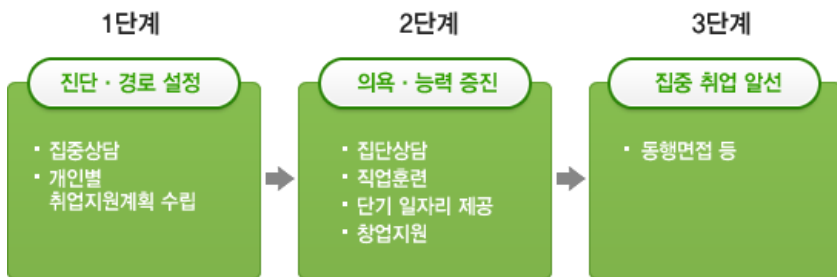 1단계
진단 · 경로 설정
· 집중상담
· 개인별
취업지원계획 수립
2단계
의욕 · 능력 증진
· 집단상담
· 직업훈련
· 단기 일자리 제공
· 창업지원
3단계
집중 취업 알선
· 동행면접 등